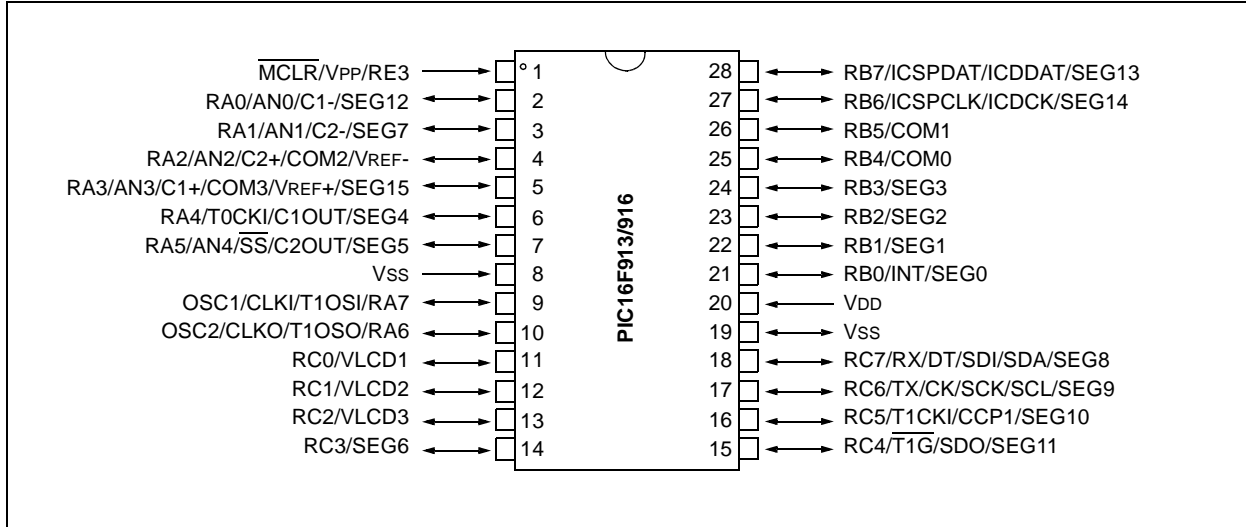 M̅C̅L̅R̅/VPP/RE3
RA0/AN0/C1-/SEG12
RA1/AN1/C2-/SEG7
RA2/AN2/C2+/COM2/VREF-
RA3/AN3/C1+/COM3/VREF+/SEG15
RA4/T0CKI/C1OUT/SEG4
RA5/AN4/S̅S̅/C2OUT/SEG5
VSS
OSC1/CLKI/T1OSI/RA7
OSC2/CLKO/T1OSO/RA6
RC0/VLCD1
RC1/VLCD2
RC2/VLCD3
RC3/SEG6
1
2
3
4
5
6
7
8
9
10
11
12
13
14
PIC16F913/916
28
27
26
25
24
23
22
21
20
19
18
17
16
15
RB7/ICSPDAT/ICDDAT/SEG13
RB6/ICSPCLK/ICDCK/SEG14
RB5/COM1
RB4/COM0
RB3/SEG3
RB2/SEG2
RB1/SEG1
RB0/INT/SEG0
VDD
VSS
RC7/RX/DT/SDI/SDA/SEG8
RC6/TX/CK/SCK/SCL/SEG9
RC5/T1CKI/CCP1/SEG10
RC4/T̅1̅G̅/SDO/SEG11